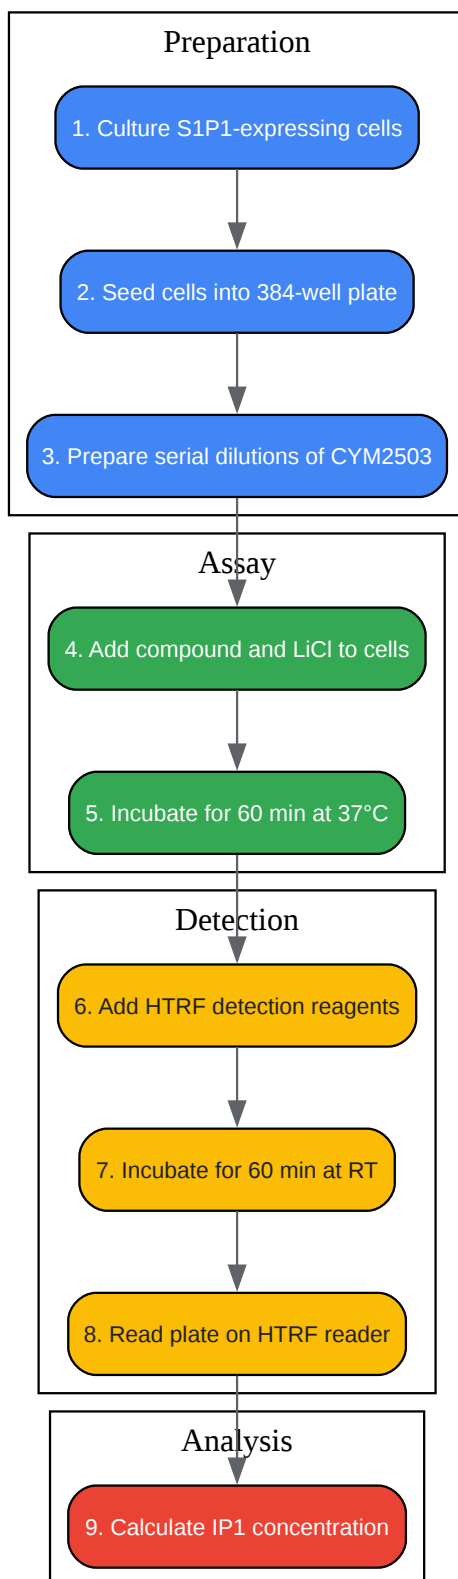 Preparation
1. Culture S1P1-expressing cells
2. Seed cells into 384-well plate
3. Prepare serial dilutions of CYM2503
Assay
4. Add compound and LiCl to cells
5. Incubate for 60 min at 37°C
Detection
6. Add HTRF detection reagents
7. Incubate for 60 min at RT
8. Read plate on HTRF reader
Analysis
9. Calculate IP1 concentration